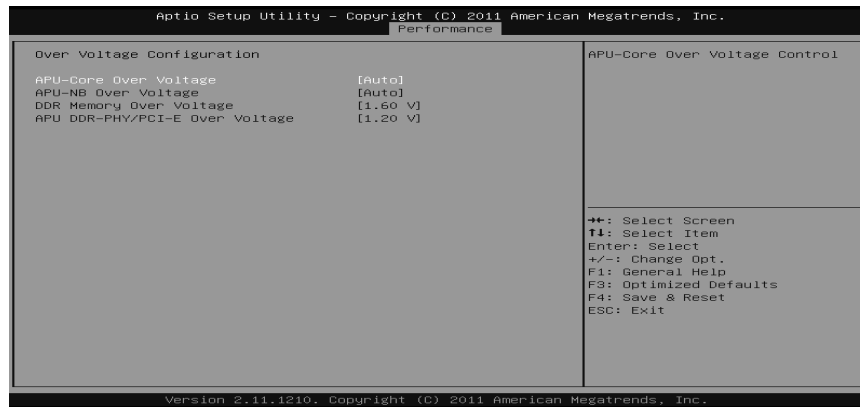 Aptio Setup Utility – Copyright (C) 2011 American Megatrends, Inc.
Performance
Over Voltage Configuration
APU-Core Over Voltage [Auto]
APU-NB Over Voltage [Auto]
DDR Memory Over Voltage [1.60 V]
APU DDR-PHY/PCI-E Over Voltage [1.20 V]
APU-Core Over Voltage Control
→←: Select Screen
↑↓: Select Item
Enter: Select
+/-: Change Opt.
F1: General Help
F3: Optimized Defaults
F4: Save & Reset
ESC: Exit
Version 2.11.1210. Copyright (C) 2011 American Megatrends, Inc.